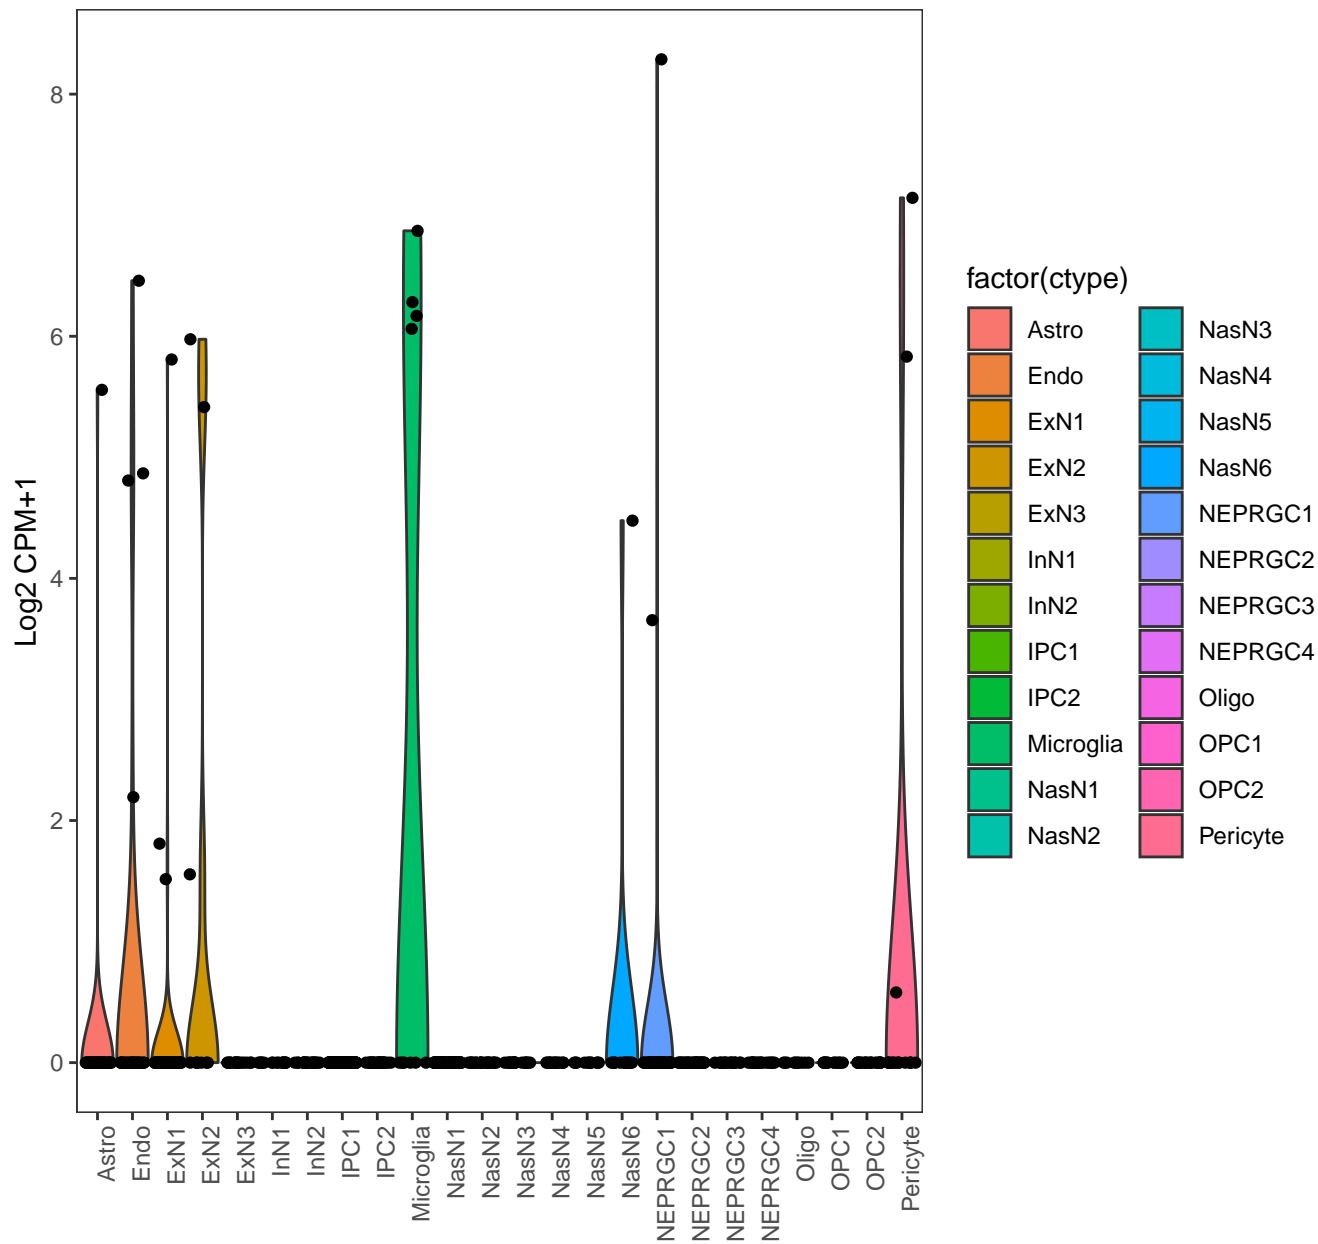 8
6
4
2
0
Log2 CPM+1
Astro
Endo
ExN1
ExN2
ExN3
InN1
InN2
IPC1
IPC2
Microglia
NasN1
NasN2
NasN3
NasN4
NasN5
NasN6
NEPRGC1
NEPRGC2
NEPRGC3
NEPRGC4
Oligo
OPC1
OPC2
Pericyte
factor(ctype)
Astro
Endo
ExN1
ExN2
ExN3
InN1
InN2
IPC1
IPC2
Microglia
NasN1
NasN2
NasN3
NasN4
NasN5
NasN6
NEPRGC1
NEPRGC2
NEPRGC3
NEPRGC4
Oligo
OPC1
OPC2
Pericyte